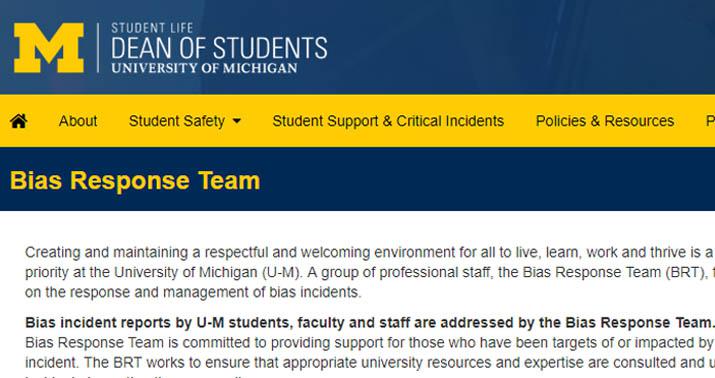 STUDENT LIFE
DEAN OF STUDENTS
UNIVERSITY OF MICHIGAN
About Student Safety Student Support & Critical Incidents Policies & Resources P
Bias Response Team
Creating and maintaining a respectful and welcoming environment for all to live, learn, work and thrive is a
priority at the University of Michigan (U-M). A group of professional staff, the Bias Response Team (BRT),
on the response and management of bias incidents.
Bias incident reports by U-M students, faculty and staff are addressed by the Bias Response Team.
Bias Response Team is committed to providing support for those who have been targets of or impacted by
incident. The BRT works to ensure that appropriate university resources and expertise are consulted and u